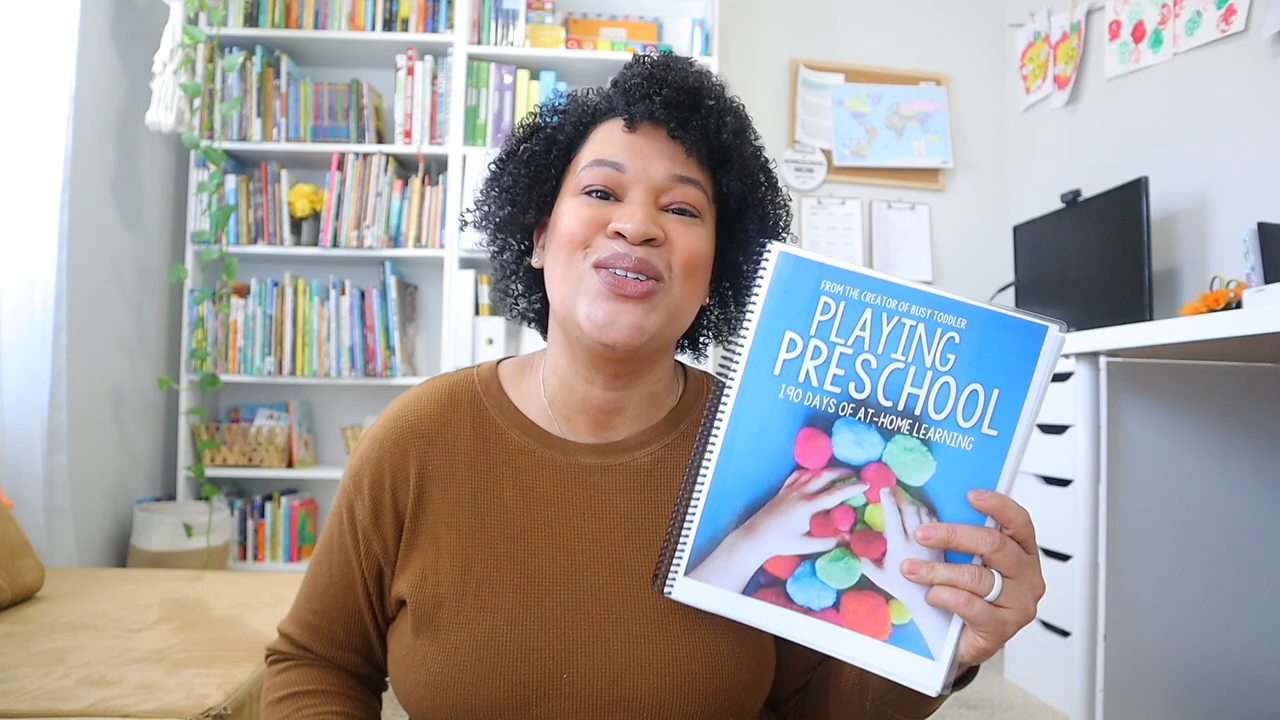 FROM THE CREATOR OF BUSY TODDLER
PLAYING
PRESCHOOL
190 DAYS OF AT-HOME LEARNING